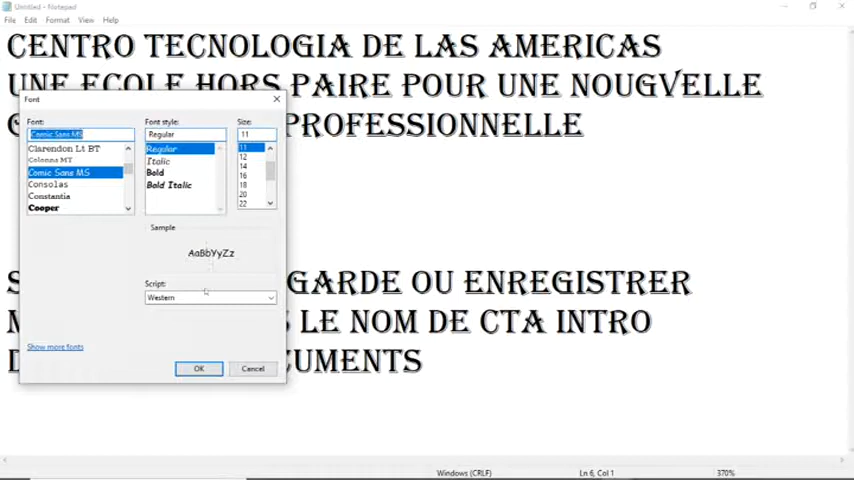 Untitled - Notepad
File Edit Format View Help
CENTRO TECNOLOGIA DE LAS AMERICAS
UNE ECOLE HORS PAIRE POUR UNE NOUGVELLE
PROFESSIONNELLE
Font
Font: Font style: Size:
Comic Sans MS Regular 11
Clarendon Lt BT Regular 11
Colonna MT Italic 12
Comic Sans MS Bold 14
Consolas Bold Italic 16
Constantia 18
Cooper 20
22
Sample
AaBbYyZz
GARDE OU ENREGISTRER
Script:
Western
LE NOM DE CTA INTRO
Show more fonts
OK Cancel
Windows (CRLF) Ln 6, Col 1 370%